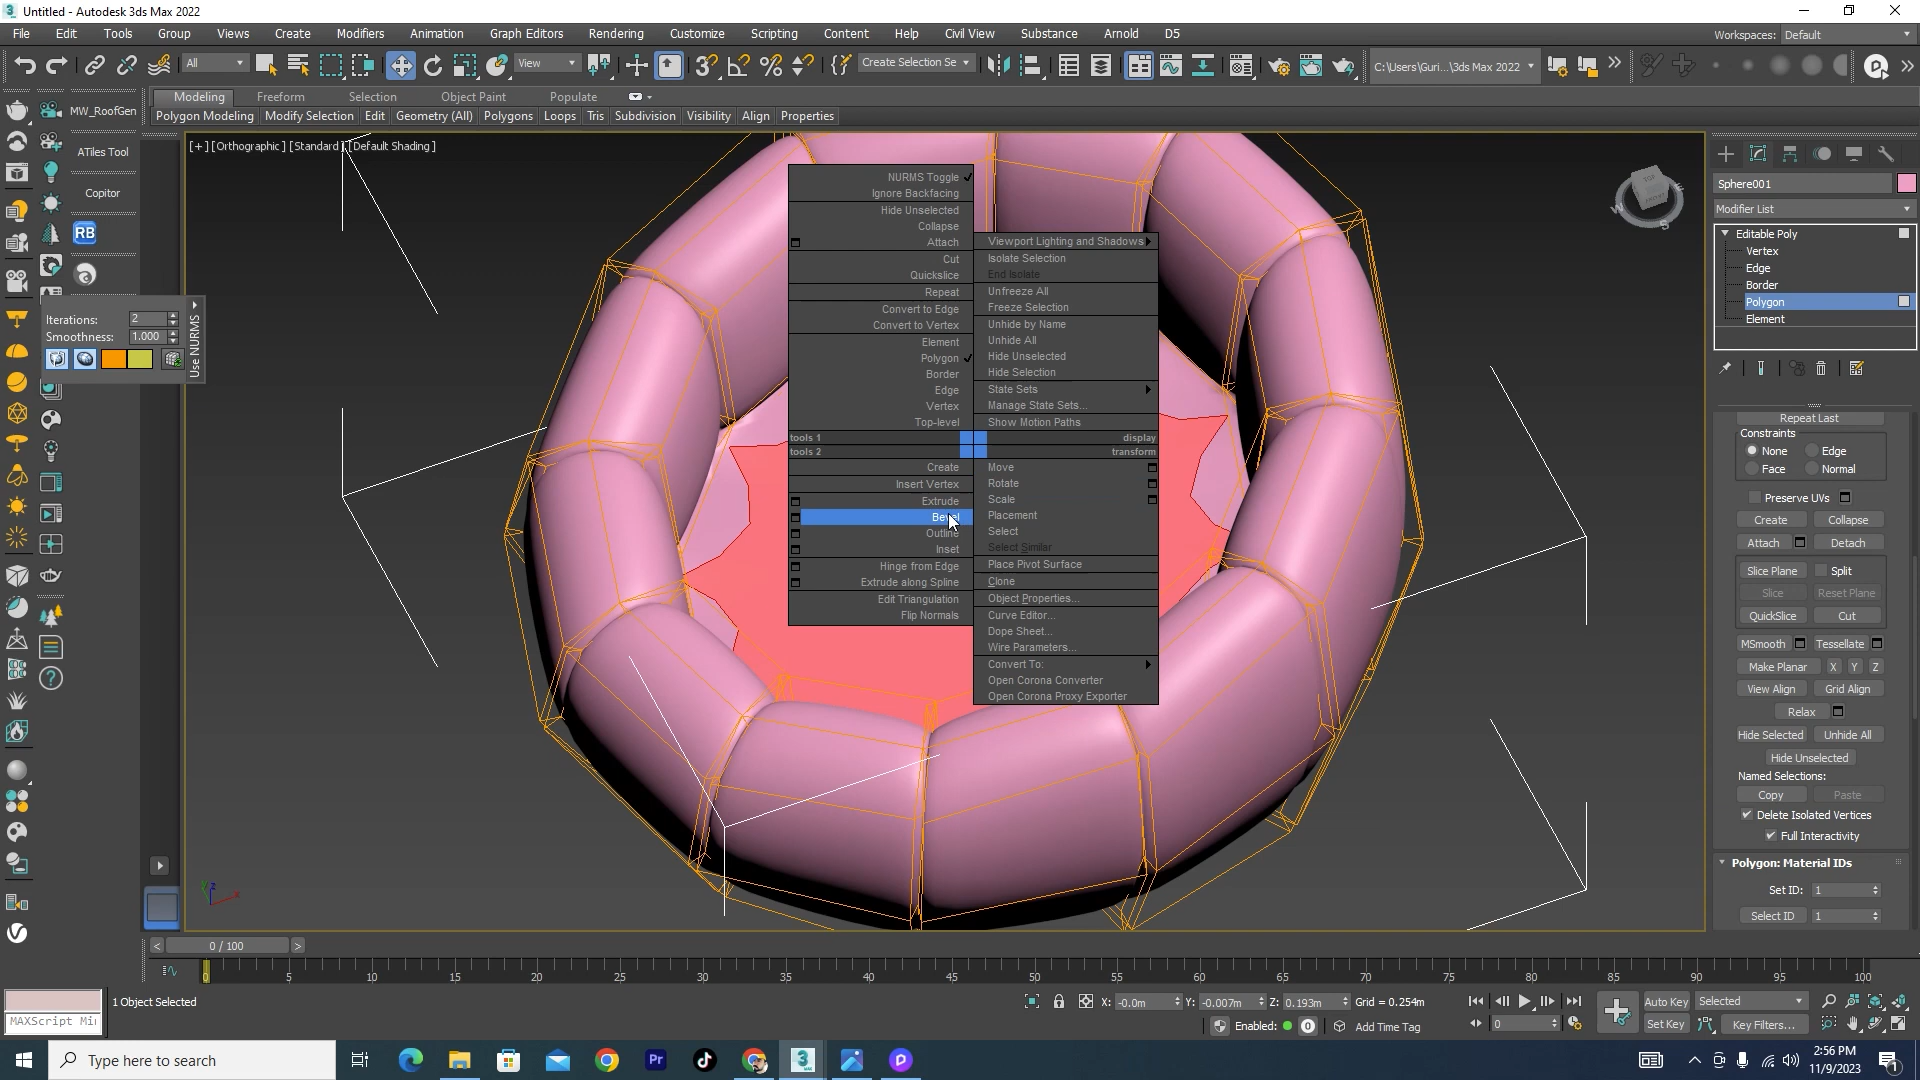 Untitled - Autodesk 3ds Max 2022
File Edit Tools Group Views Create Modifiers Animation Graph Editors Rendering Customize Scripting Content Help Civil View Substance Arnold D5 Workspaces: Default
All View Create Selection Se C:\Users\Guri...\3ds Max 2022
Modeling Freeform Selection Object Paint Populate
MW_RoofGen
Polygon Modeling Modify Selection Edit Geometry (All) Polygons Loops Tris Subdivision Visibility Align Properties
[+] [Orthographic] [Standard] [Default Shading]
ATiles Tool
Copitor
RB
Iterations: 2
Smoothness: 1.000
Use NURMS
NURMS Toggle
Ignore Backfacing
Hide Unselected
Collapse
Attach
Cut
Quickslice
Repeat
Convert to Edge
Convert to Vertex
Element
Polygon
Border
Edge
Vertex
Top-level
tools 1
tools 2
Create
Insert Vertex
Extrude
Bevel
Outline
Inset
Hinge from Edge
Extrude along Spline
Edit Triangulation
Flip Normals
Viewport Lighting and Shadows
Isolate Selection
End Isolate
Unfreeze All
Freeze Selection
Unhide by Name
Unhide All
Hide Unselected
Hide Selection
State Sets
Manage State Sets...
Show Motion Paths
display
transform
Move
Rotate
Scale
Placement
Select
Select Similar
Place Pivot Surface
Clone
Object Properties...
Curve Editor...
Dope Sheet...
Wire Parameters...
Convert To:
Open Corona Converter
Open Corona Proxy Exporter
TOP
W
S
Sphere001
Modifier List
Editable Poly
Vertex
Edge
Border
Polygon
Element
Repeat Last
Constraints
None Edge
Face Normal
Preserve UVs
Create Collapse
Attach Detach
Slice Plane Split
Slice Reset Plane
QuickSlice Cut
MSmooth Tessellate
Make Planar X Y Z
View Align Grid Align
Relax
Hide Selected Unhide All
Hide Unselected
Named Selections:
Copy Paste
Delete Isolated Vertices
Full Interactivity
Polygon: Material IDs
Set ID: 1
Select ID 1
z
x
< 0 / 100 >
0 5 10 15 20 25 30 35 40 45 50 55 60 65 70 75 80 85 90 95 100
1 Object Selected X: -0.0m Y: -0.007m Z: 0.193m Grid = 0.254m Auto Key Selected
MAXScript Mi Enabled: 0 Add Time Tag 0 Set Key Key Filters...
Type here to search Pr 3 2:56 PM
11/9/2023
1